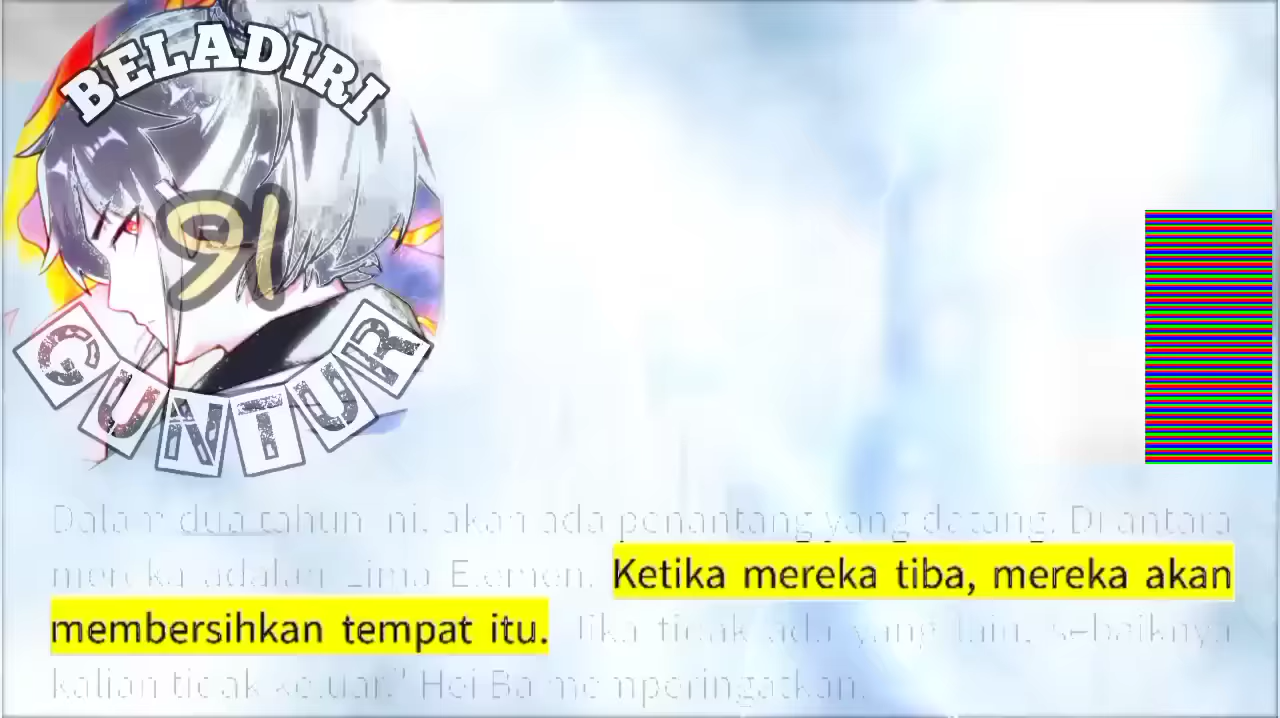 BELADIRI
GUNTUR
Dalam dua tahun ini, akan ada penantang yang datang. Di antara
mereka adalah Lima Elemen. Ketika mereka tiba, mereka akan
membersihkan tempat itu. Jika tidak ada yang lain, sebaiknya
kalian tidak keluar." Hei Ba memperingatkan.